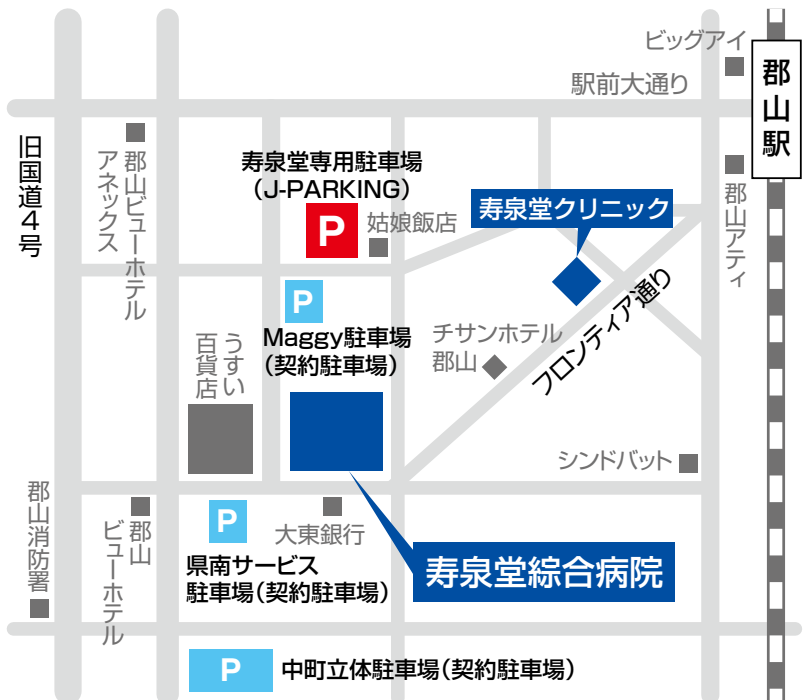 ビッグアイ
駅前大通り
郡山駅
旧国道4号
郡山ビューホテル
アネックス
寿泉堂専用駐車場
（J-PARKING）
P
姑娘飯店
寿泉堂クリニック
郡山アティ
P
Maggy駐車場
（契約駐車場）
うすい
百貨店
チサンホテル
郡山
フロンティア通り
シンドバット
郡山消防署
郡山
ビューホテル
P
大東銀行
県南サービス
駐車場（契約駐車場）
寿泉堂綜合病院
P
中町立体駐車場（契約駐車場）